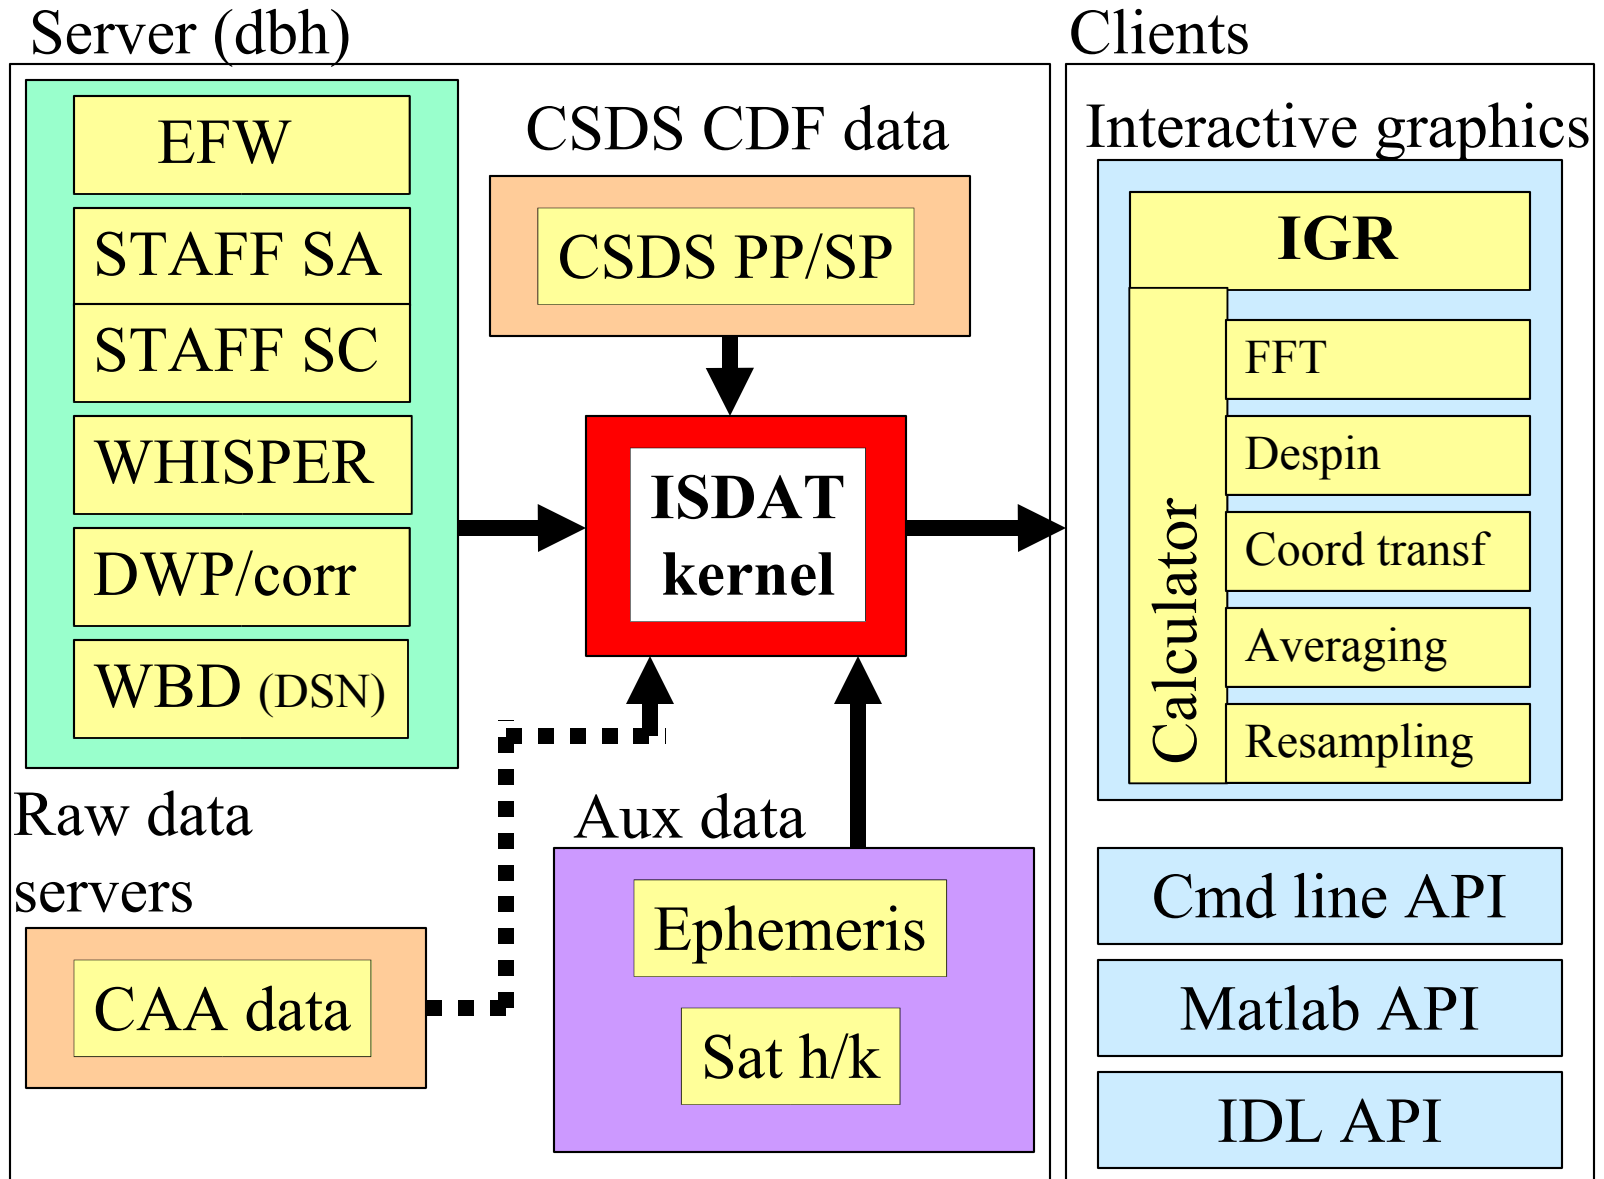 Server (dbh)
EFW
STAFF SA
STAFF SC
WHISPER
DWP/corr
WBD (DSN)
Raw data
servers
CAA data
CSDS CDF data
CSDS PP/SP
ISDAT
kernel
Aux data
Ephemeris
Sat h/k
Clients
Interactive graphics
IGR
Calculator
FFT
Despin
Coord transf
Averaging
Resampling
Cmd line API
Matlab API
IDL API